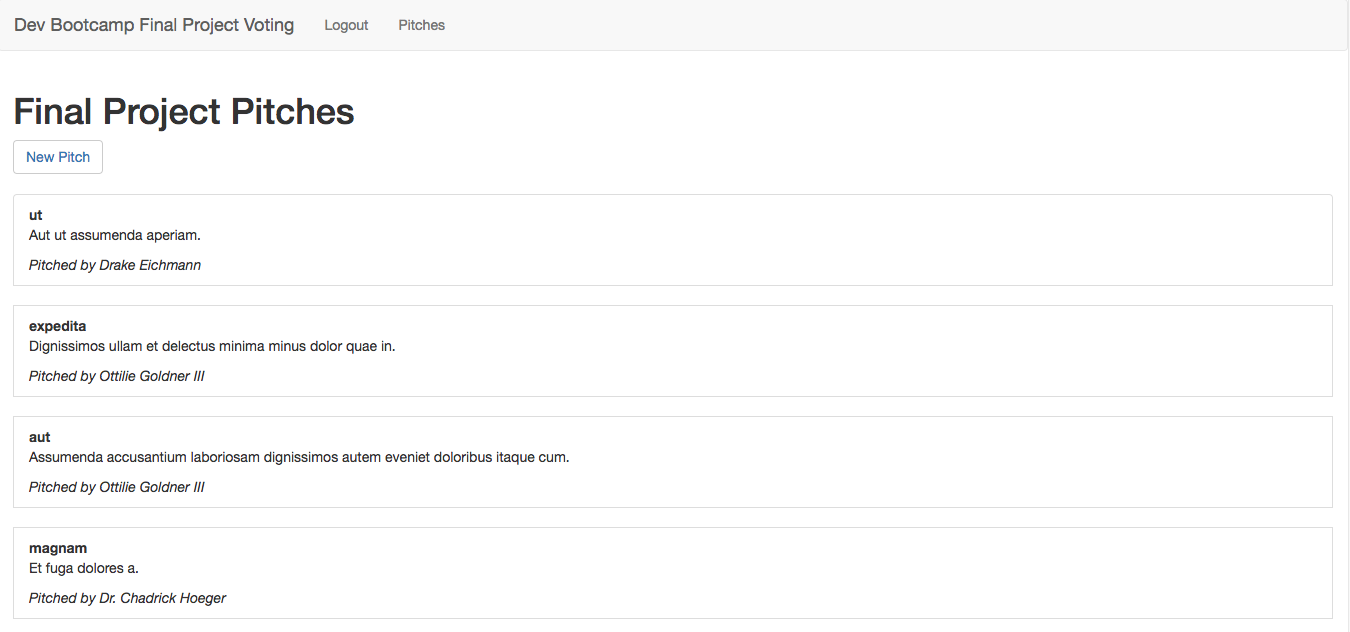 Dev Bootcamp Final Project Voting Logout Pitches
Final Project Pitches
New Pitch
ut
Aut ut assumenda aperiam.
Pitched by Drake Eichmann
expedita
Dignissimos ullam et delectus minima minus dolor quae in.
Pitched by Ottilie Goldner III
aut
Assumenda accusantium laboriosam dignissimos autem eveniet doloribus itaque cum.
Pitched by Ottilie Goldner III
magnam
Et fuga dolores a.
Pitched by Dr. Chadrick Hoeger